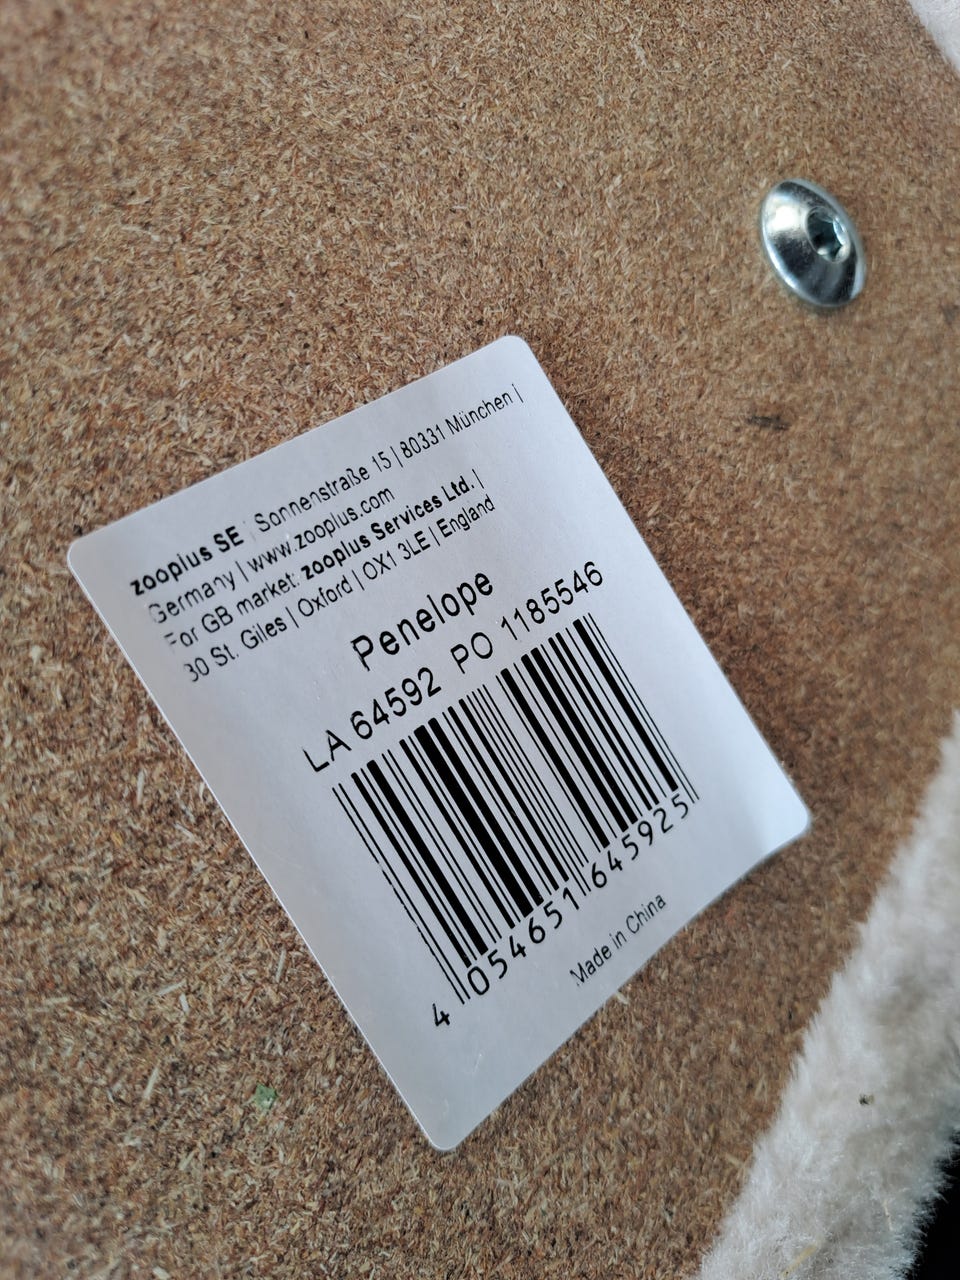 zooplus SE | Sonnenstraße 15 | 80331 München |
Germany | www.zooplus.com
For GB market: zooplus Services Ltd. |
30 St. Giles | Oxford | OX1 3LE | England
Penelope
LA 64592 PO 1185546
4 054651 645925
Made in China